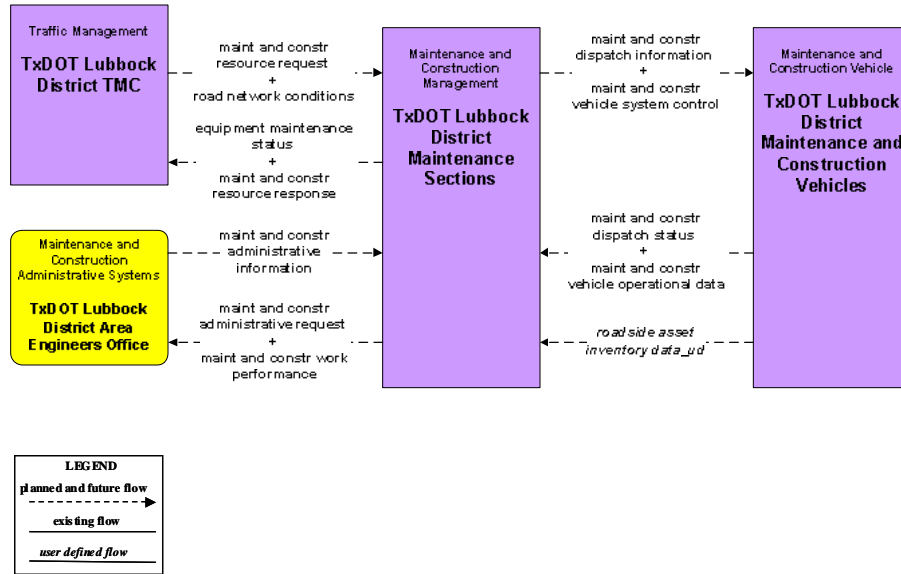 Traffic Management
TxDOT Lubbock
District TMC
maint and constr
resource request
+
road network conditions
equipment maintenance
status
+
maint and constr
resource response
Maintenance and
Construction
Administrative Systems
TxDOT Lubbock
District Area
Engineers Office
maint and constr
administrative
information
maint and constr
administrative request
+
maint and constr work
performance
Maintenance and
Construction
Management
TxDOT Lubbock
District
Maintenance
Sections
maint and constr
dispatch information
+
maint and constr
vehicle system control
maint and constr
dispatch status
+
maint and constr
vehicle operational data
roadside asset
inventory data_ud
Maintenance and
Construction Vehicle
TxDOT Lubbock
District
Maintenance and
Construction
Vehicles
LEGEND
planned and future flow
existing flow
user defined flow